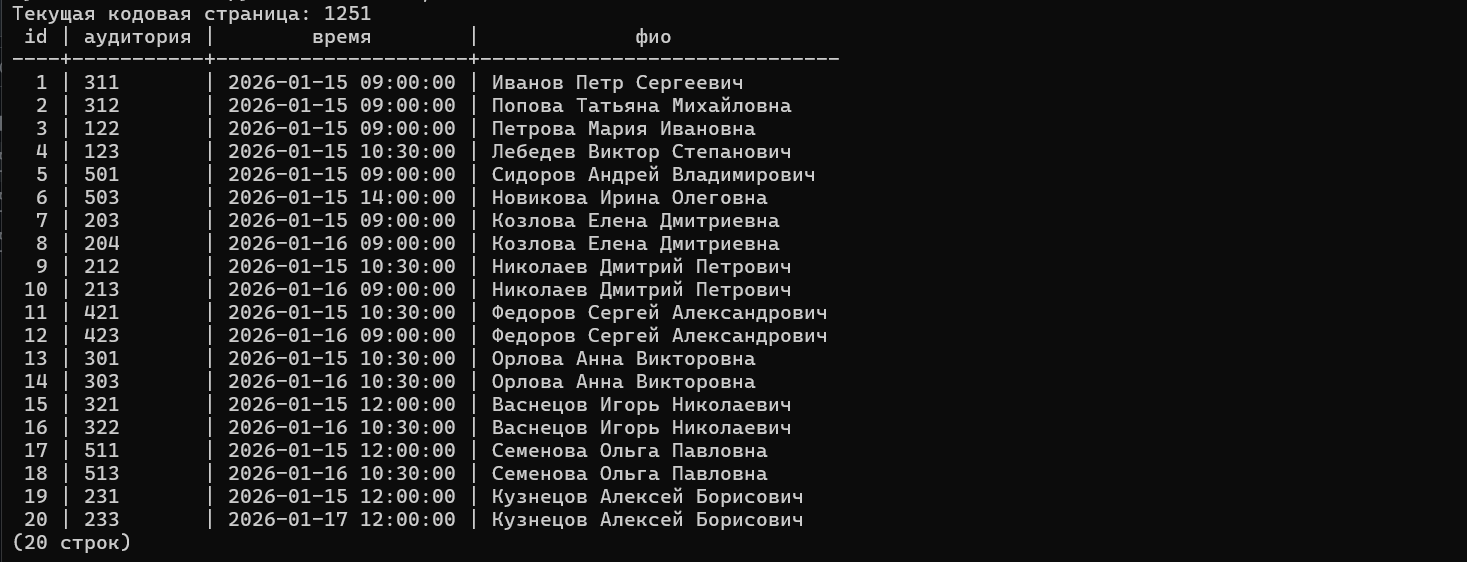 Текущая кодовая страница: 1251
 id | аудитория |        время        |             фио
----+-----------+---------------------+------------------------------
  1 | 311       | 2026-01-15 09:00:00 | Иванов Петр Сергеевич
  2 | 312       | 2026-01-15 09:00:00 | Попова Татьяна Михайловна
  3 | 122       | 2026-01-15 09:00:00 | Петрова Мария Ивановна
  4 | 123       | 2026-01-15 10:30:00 | Лебедев Виктор Степанович
  5 | 501       | 2026-01-15 09:00:00 | Сидоров Андрей Владимирович
  6 | 503       | 2026-01-15 14:00:00 | Новикова Ирина Олеговна
  7 | 203       | 2026-01-15 09:00:00 | Козлова Елена Дмитриевна
  8 | 204       | 2026-01-16 09:00:00 | Козлова Елена Дмитриевна
  9 | 212       | 2026-01-15 10:30:00 | Николаев Дмитрий Петрович
 10 | 213       | 2026-01-16 09:00:00 | Николаев Дмитрий Петрович
 11 | 421       | 2026-01-15 10:30:00 | Федоров Сергей Александрович
 12 | 423       | 2026-01-16 09:00:00 | Федоров Сергей Александрович
 13 | 301       | 2026-01-15 10:30:00 | Орлова Анна Викторовна
 14 | 303       | 2026-01-16 10:30:00 | Орлова Анна Викторовна
 15 | 321       | 2026-01-15 12:00:00 | Васнецов Игорь Николаевич
 16 | 322       | 2026-01-16 10:30:00 | Васнецов Игорь Николаевич
 17 | 511       | 2026-01-15 12:00:00 | Семенова Ольга Павловна
 18 | 513       | 2026-01-16 10:30:00 | Семенова Ольга Павловна
 19 | 231       | 2026-01-15 12:00:00 | Кузнецов Алексей Борисович
 20 | 233       | 2026-01-17 12:00:00 | Кузнецов Алексей Борисович
(20 строк)